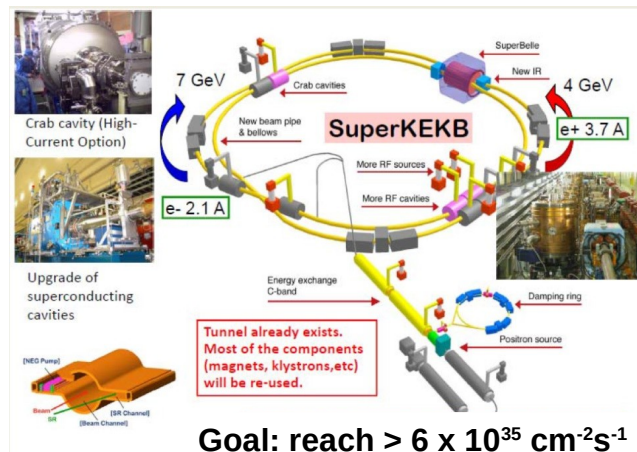 7 GeV
Crab cavity (High-
Current Option)
e- 2.1 A
Upgrade of
superconducting
cavities
[NEG Pump]
Beam
SR
[SR Channel]
[Beam Channel]
Crab cavities
New beam pipe
& bellows
SuperBelle
New IR
4 GeV
SuperKEKB
e+ 3.7 A
More RF sources
More RF cavities
Energy exchange
C-band
Damping ring
Positron source
Tunnel already exists.
Most of the components
(magnets, klystrons,etc)
will be re-used.
Goal: reach > 6 x 10³⁵ cm⁻²s⁻¹